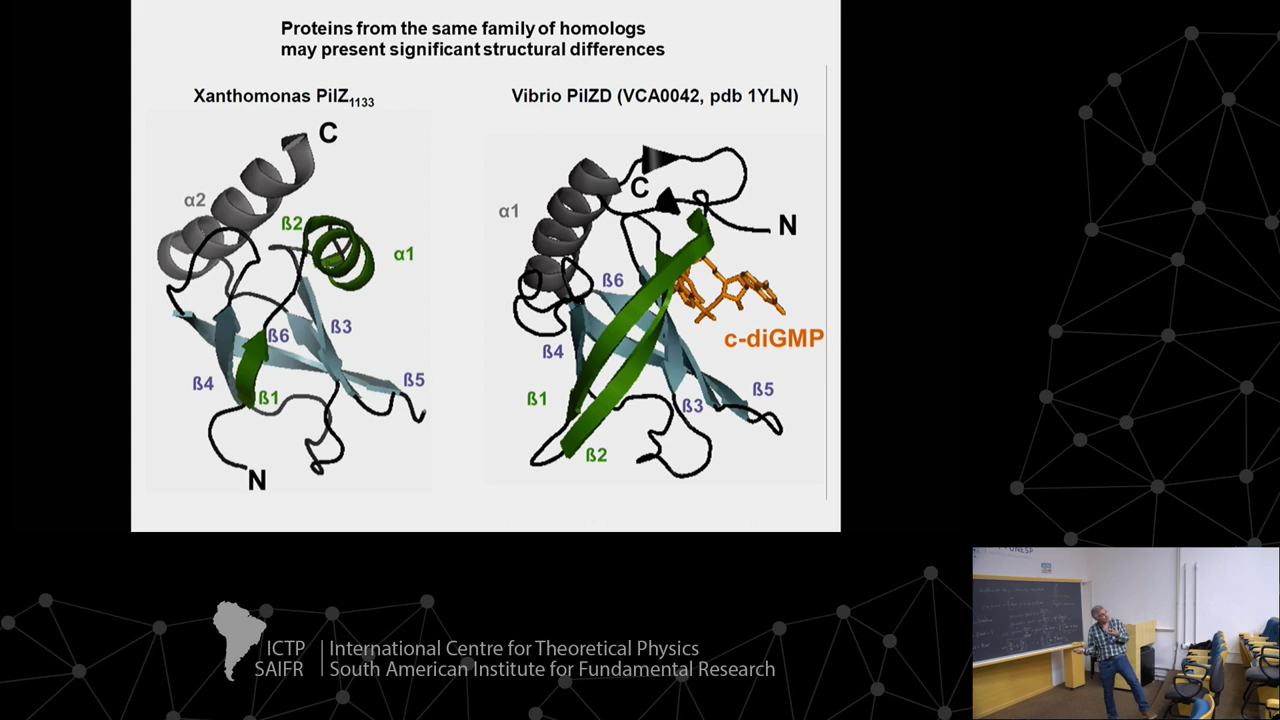 Proteins from the same family of homologs
may present significant structural differences
Xanthomonas PilZ1133
Vibrio PilZD (VCA0042, pdb 1YLN)
C
α2
ß2
α1
ß6
ß3
ß4
ß5
ß1
N
C
α1
N
ß6
c-diGMP
ß4
ß5
ß1
ß3
ß2
UNESP
ICTP
SAIFR
International Centre for Theoretical Physics
South American Institute for Fundamental Research